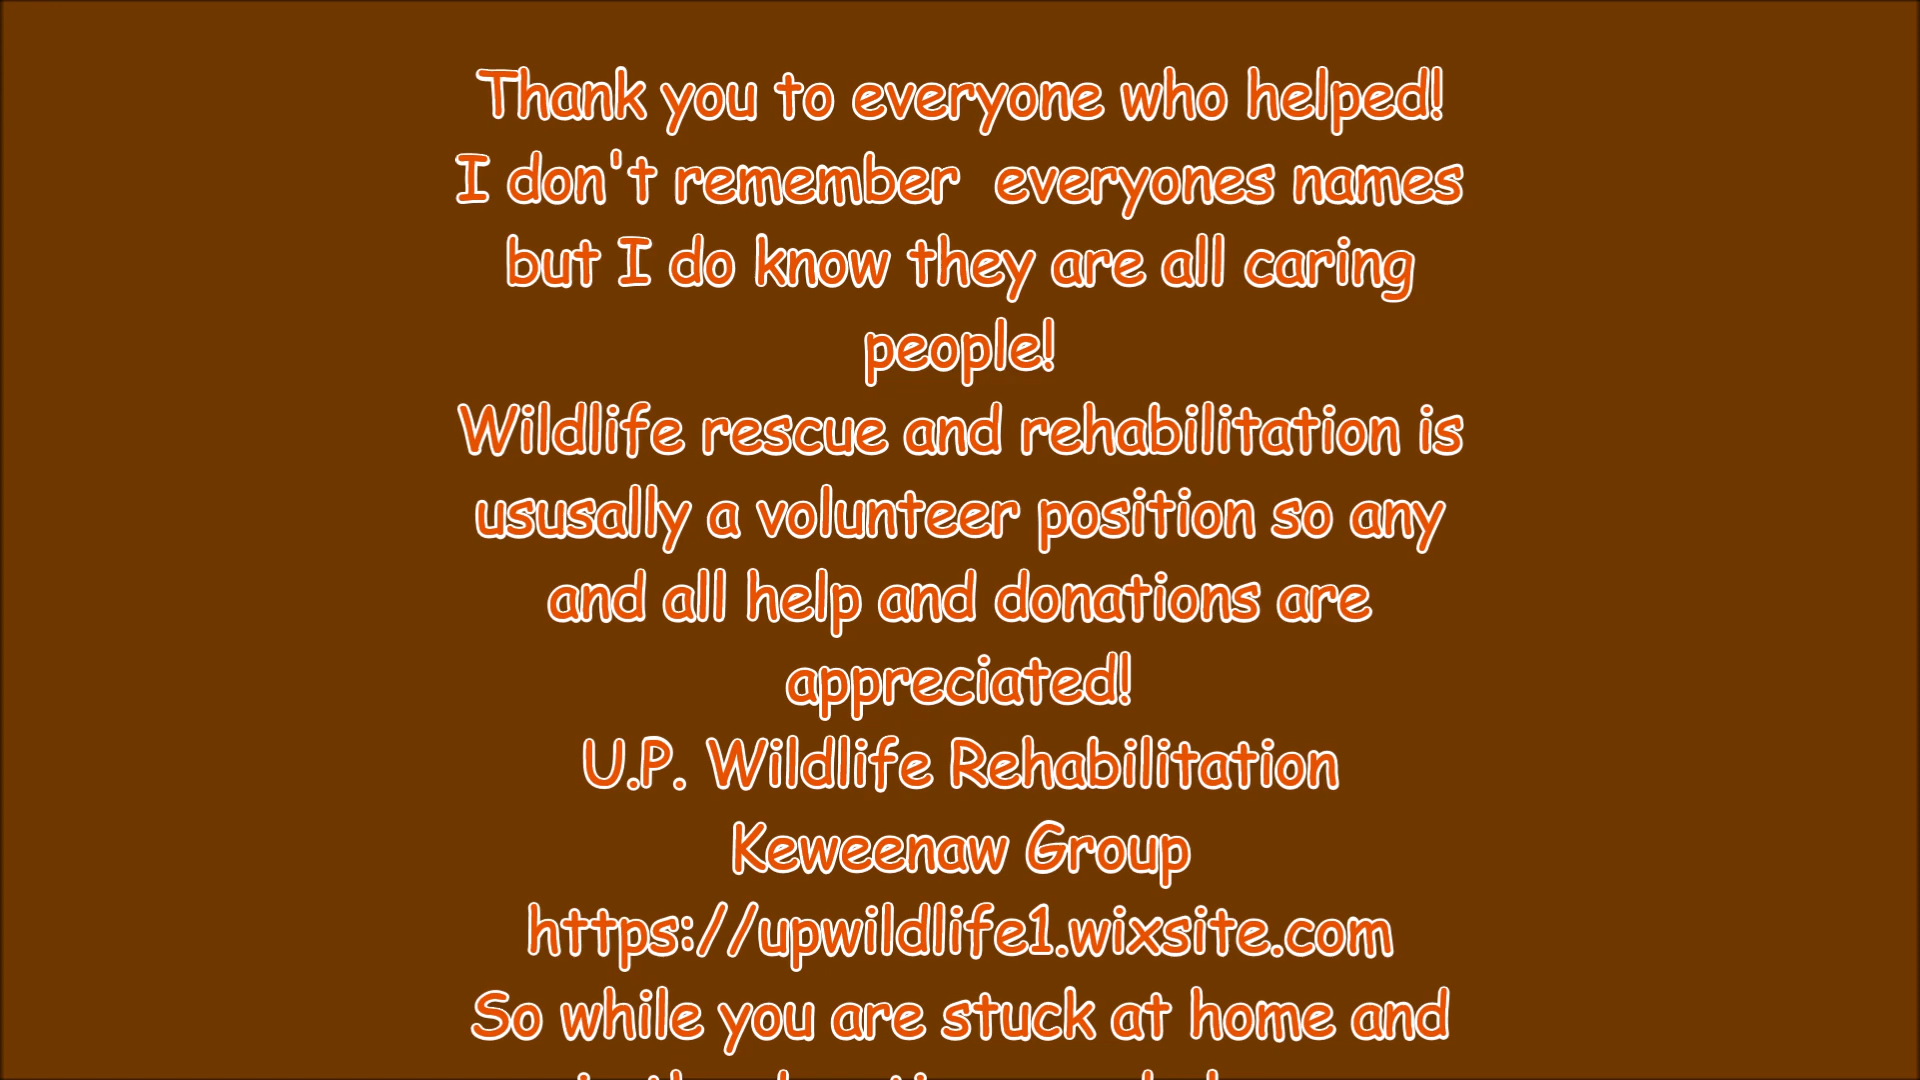 Thank you to everyone who helped!
I don't remember  everyones names
but I do know they are all caring
people!
Wildlife rescue and rehabilitation is
ususally a volunteer position so any
and all help and donations are
appreciated!
U.P. Wildlife Rehabilitation
Keweenaw Group
https://upwildlife1.wixsite.com
So while you are stuck at home and